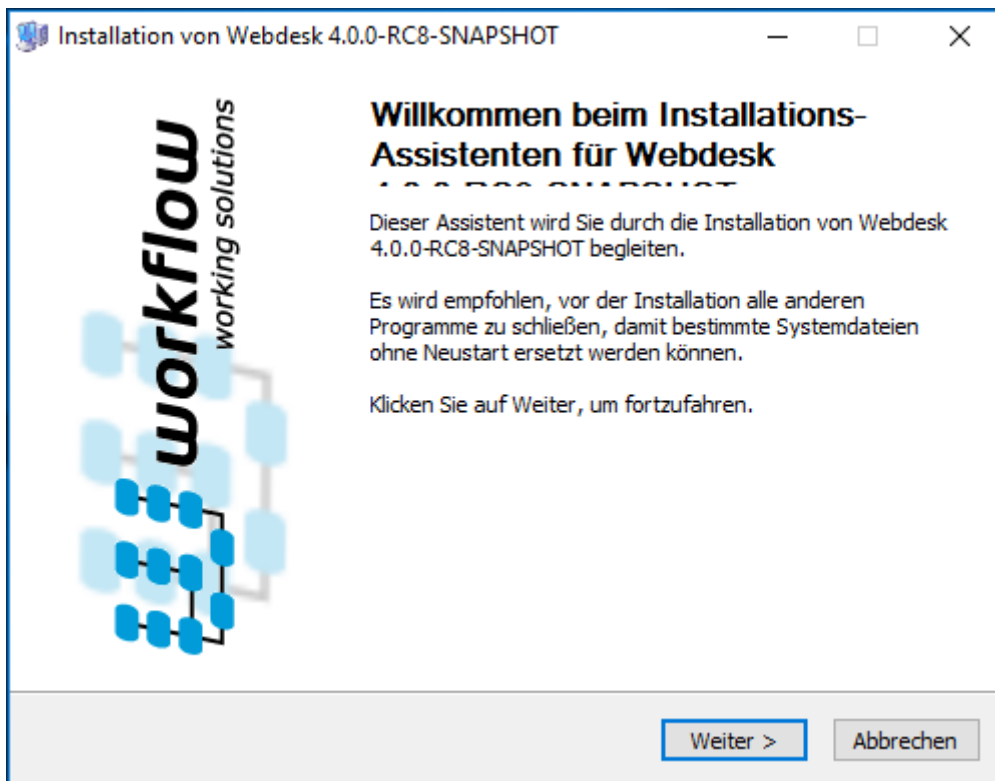 Installation von Webdesk 4.0.0-RC8-SNAPSHOT
workflow
working solutions
Willkommen beim Installations-
Assistenten für Webdesk
Dieser Assistent wird Sie durch die Installation von Webdesk
4.0.0-RC8-SNAPSHOT begleiten.
Es wird empfohlen, vor der Installation alle anderen
Programme zu schließen, damit bestimmte Systemdateien
ohne Neustart ersetzt werden können.
Klicken Sie auf Weiter, um fortzufahren.
Weiter >
Abbrechen